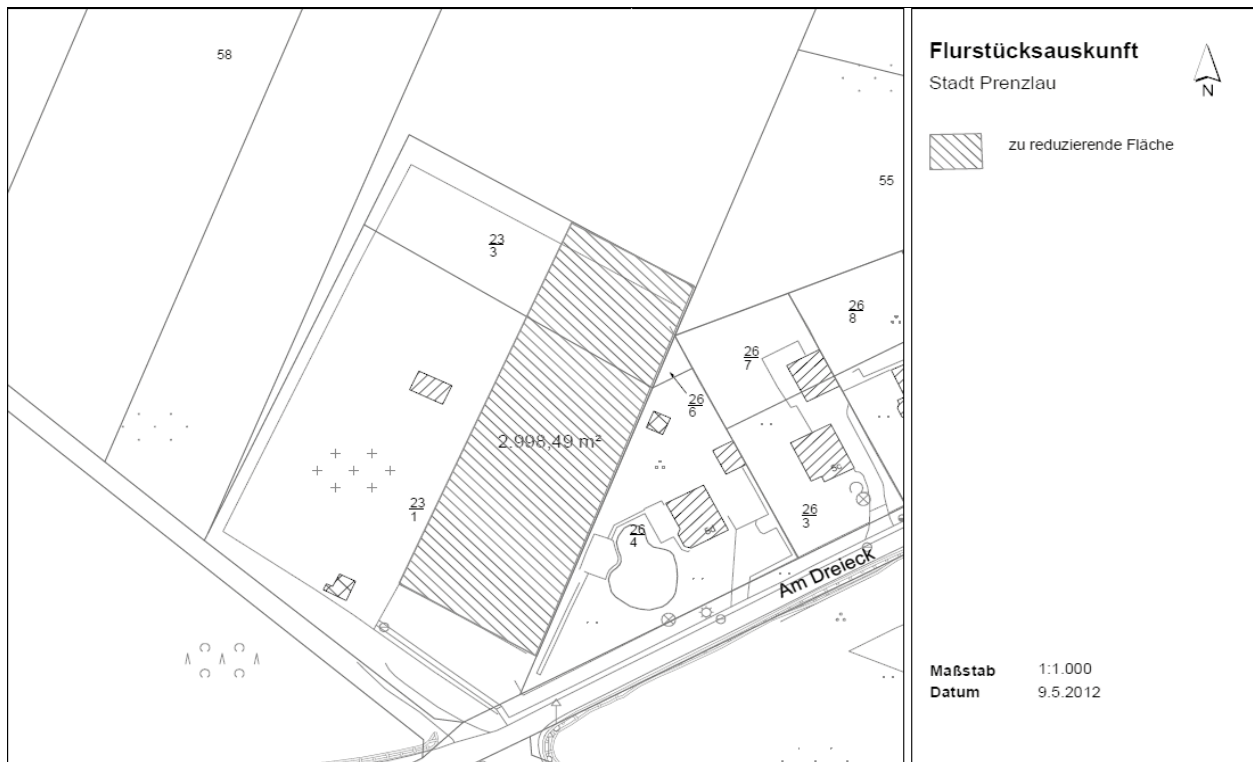 58
55
23
3
26
8
26
7
26
6
2.998,49 m²
23
1
26
3
26
4
5d
Am Dreieck
Flurstücksauskunft
Stadt Prenzlau
N
zu reduzierende Fläche
Maßstab 1:1.000
Datum 9.5.2012